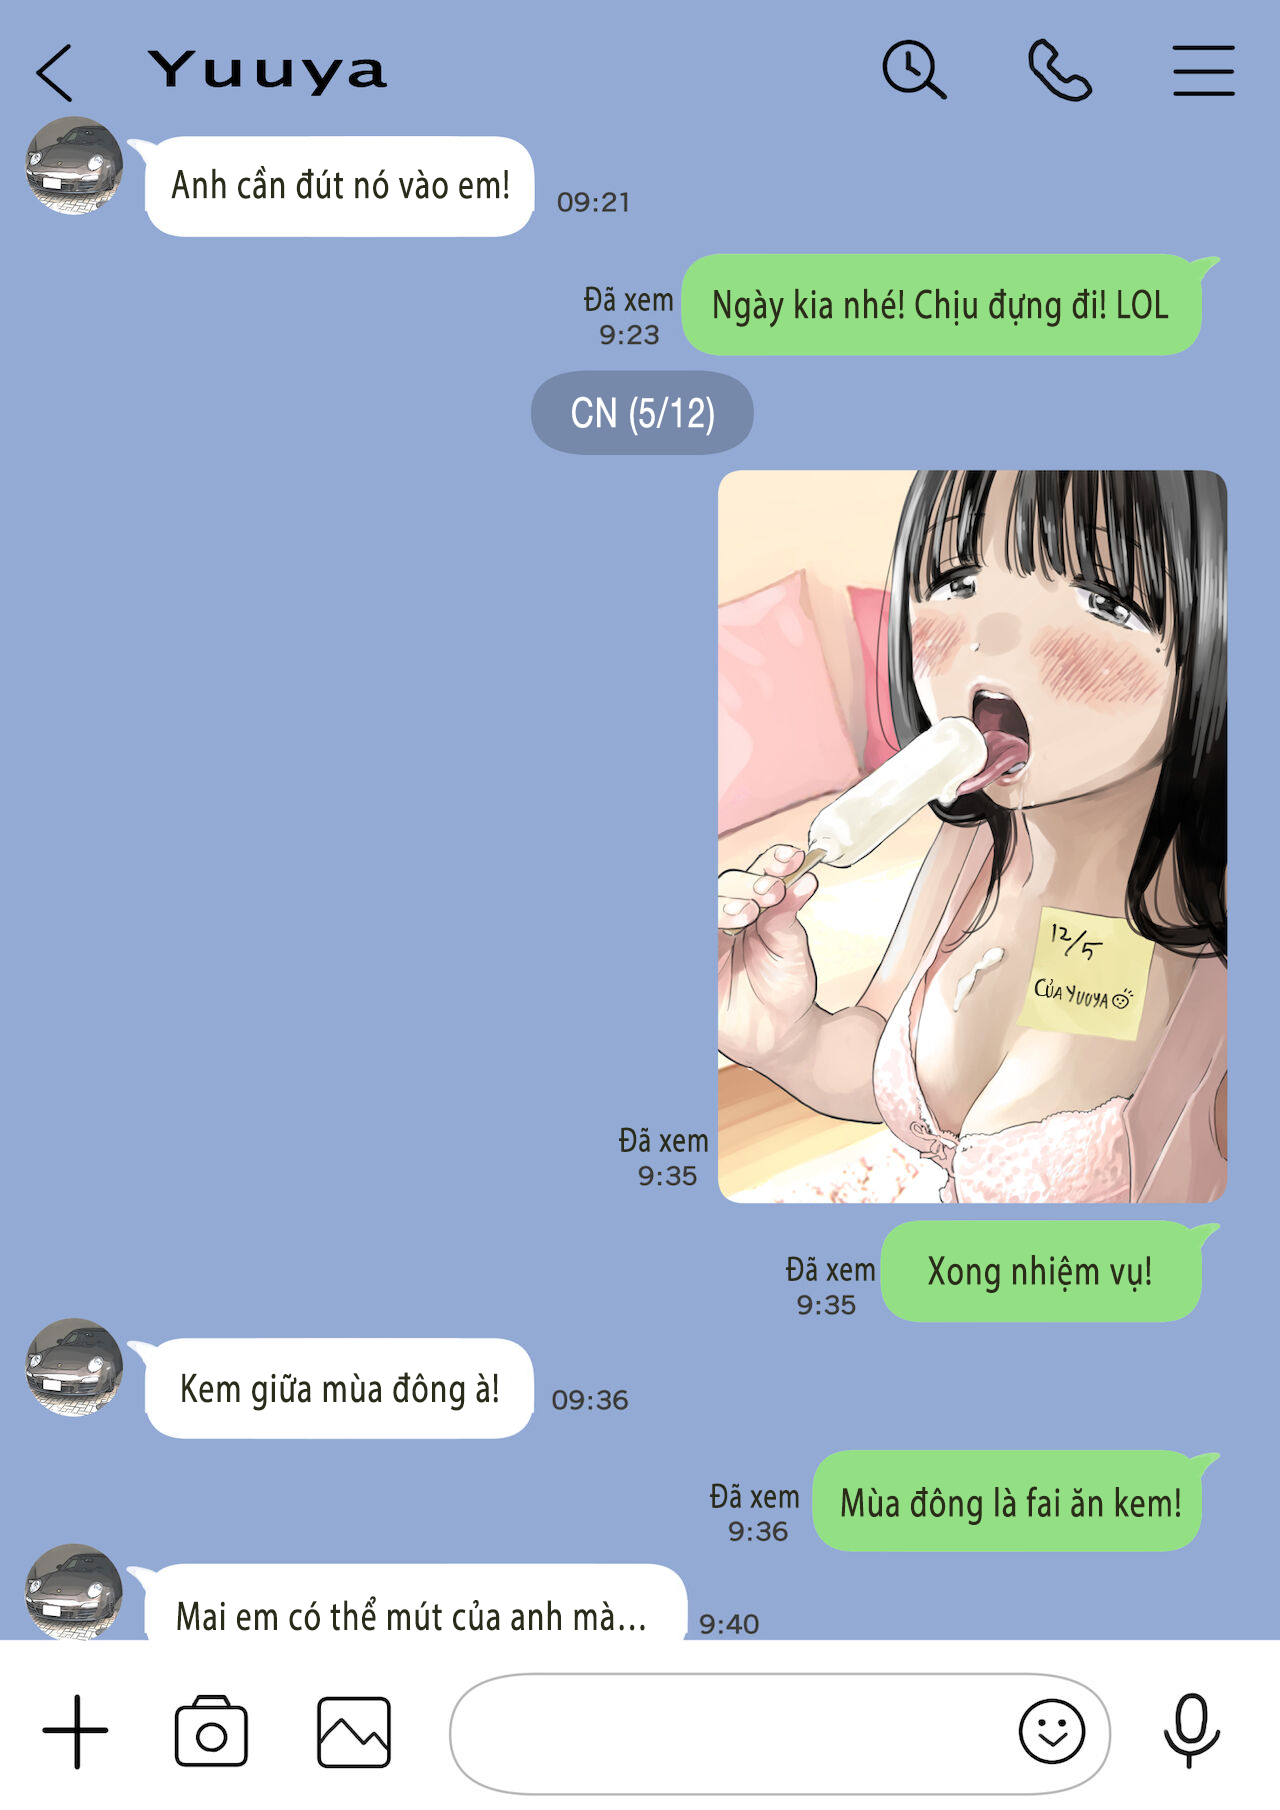 Yuuya
Anh cần đút nó vào em!
09:21
Ngày kia nhé! Chịu đựng đi! LOL
Đã xem
9:23
CN (5/12)
12/5
CỦA YUUYA
Đã xem
9:35
Xong nhiệm vụ!
Đã xem
9:35
Kem giữa mùa đông à!
09:36
Mùa đông là fai ăn kem!
Đã xem
9:36
Mai em có thể mút của anh mà...
9:40